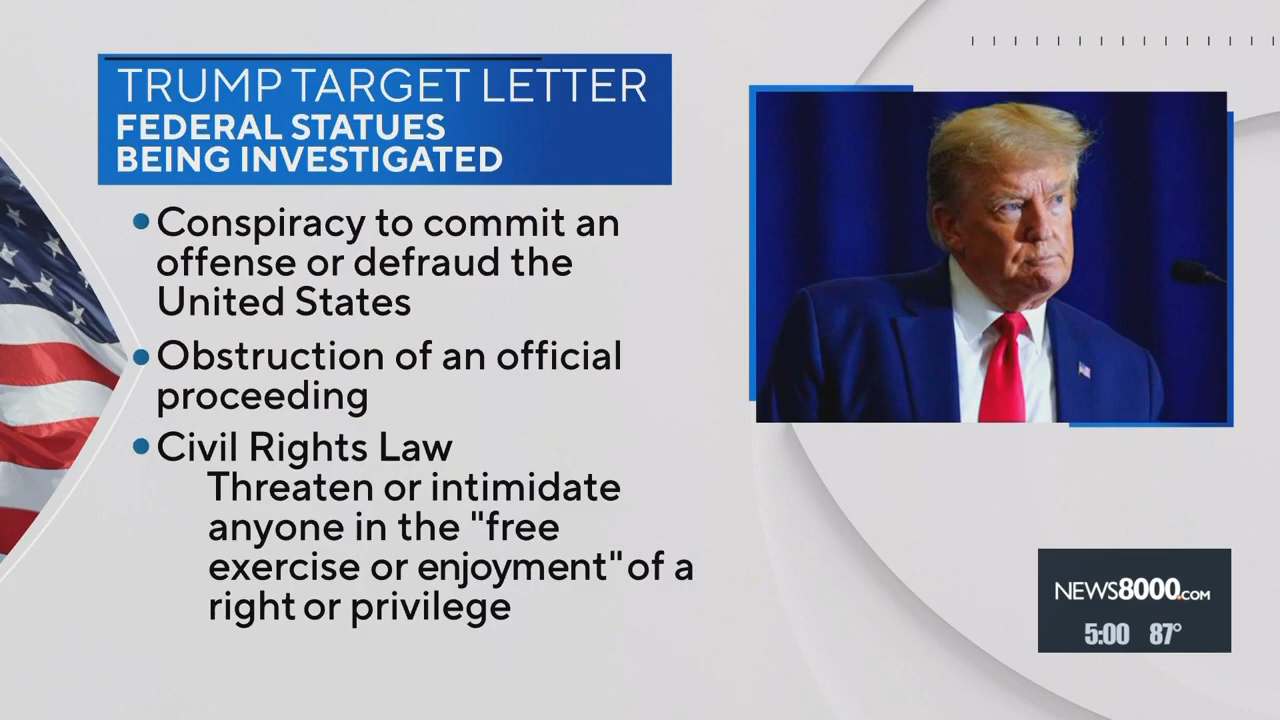 TRUMP TARGET LETTER
FEDERAL STATUES
BEING INVESTIGATED
Conspiracy to commit an
offense or defraud the
United States
Obstruction of an official
proceeding
Civil Rights Law
Threaten or intimidate
anyone in the "free
exercise or enjoyment" of a
right or privilege
NEWS8000.COM
5:00 87°